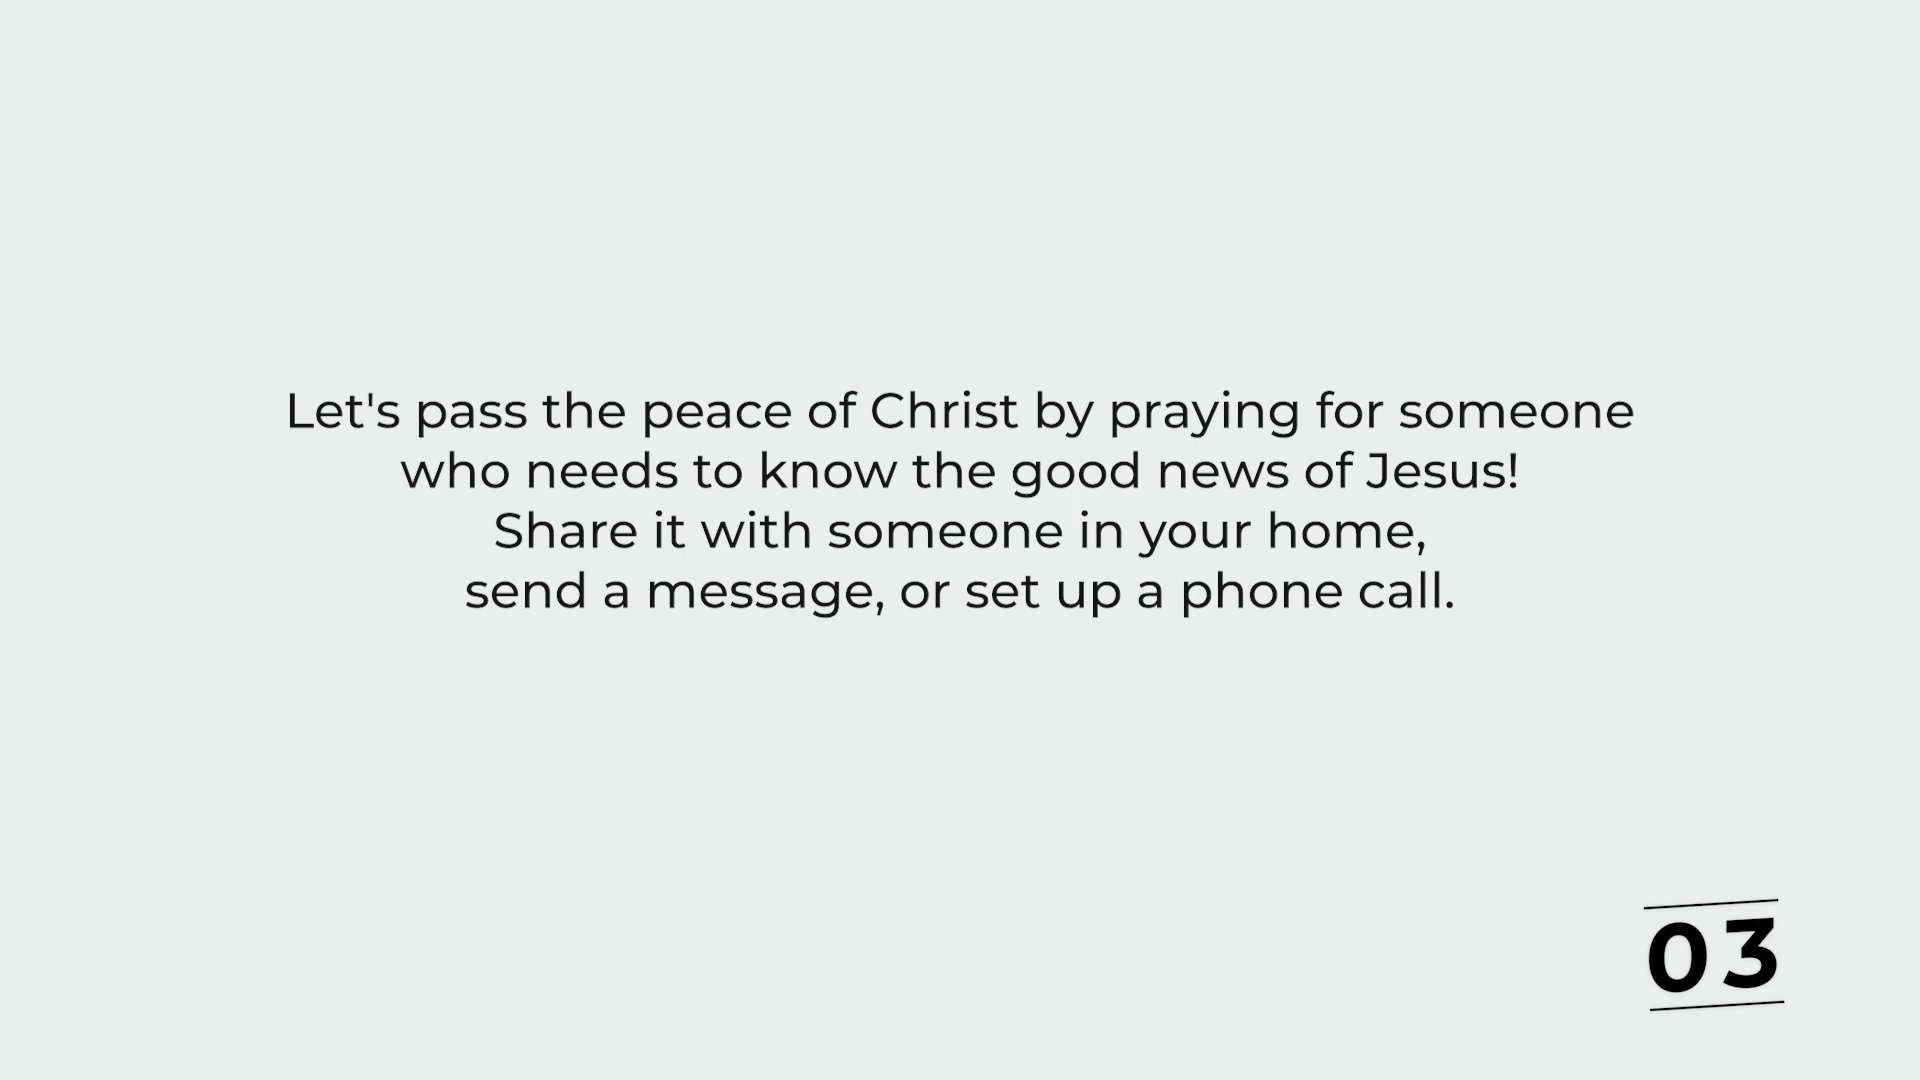 Let's pass the peace of Christ by praying for someone
who needs to know the good news of Jesus!
Share it with someone in your home,
send a message, or set up a phone call.
03